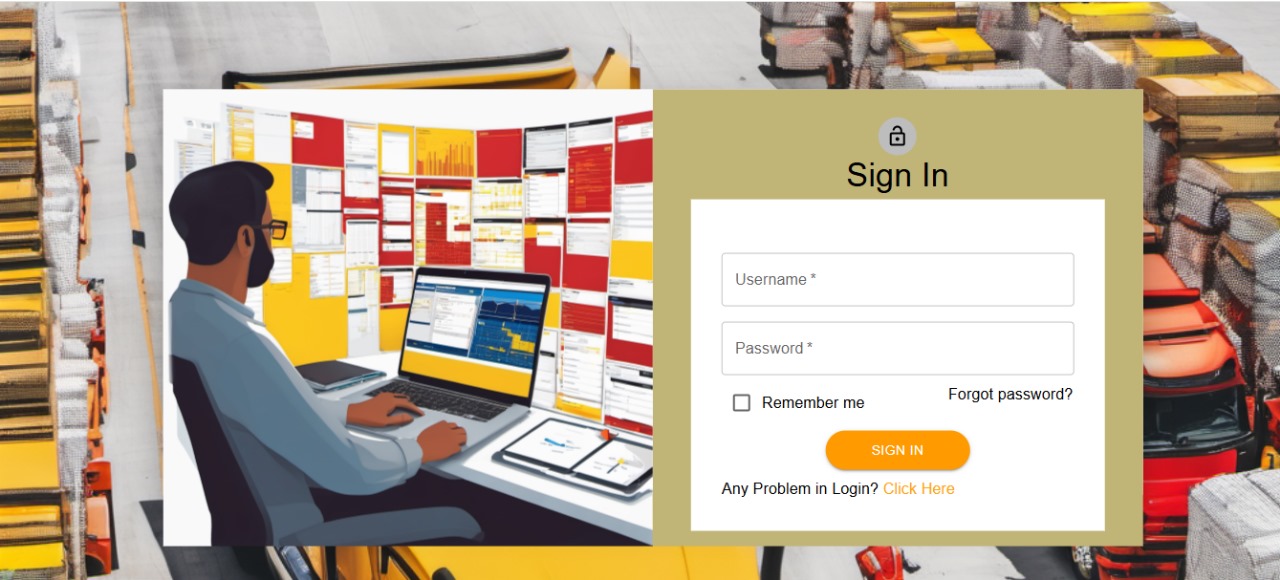 Sign In
Username *
Password *
Remember me
Forgot password?
SIGN IN
Any Problem in Login? Click Here